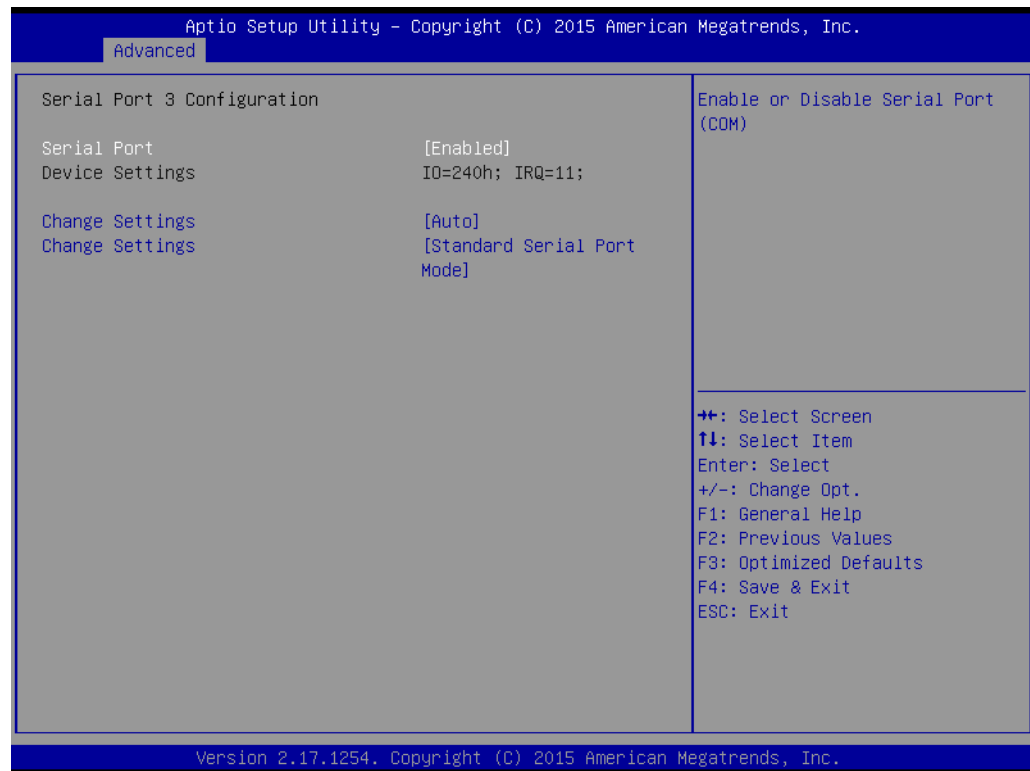 Aptio Setup Utility – Copyright (C) 2015 American Megatrends, Inc.
Advanced
Serial Port 3 Configuration
Serial Port [Enabled]
Device Settings IO=240h; IRQ=11;
Change Settings [Auto]
Change Settings [Standard Serial Port
Mode]
Enable or Disable Serial Port
(COM)
→←: Select Screen
↑↓: Select Item
Enter: Select
+/-: Change Opt.
F1: General Help
F2: Previous Values
F3: Optimized Defaults
F4: Save & Exit
ESC: Exit
Version 2.17.1254. Copyright (C) 2015 American Megatrends, Inc.